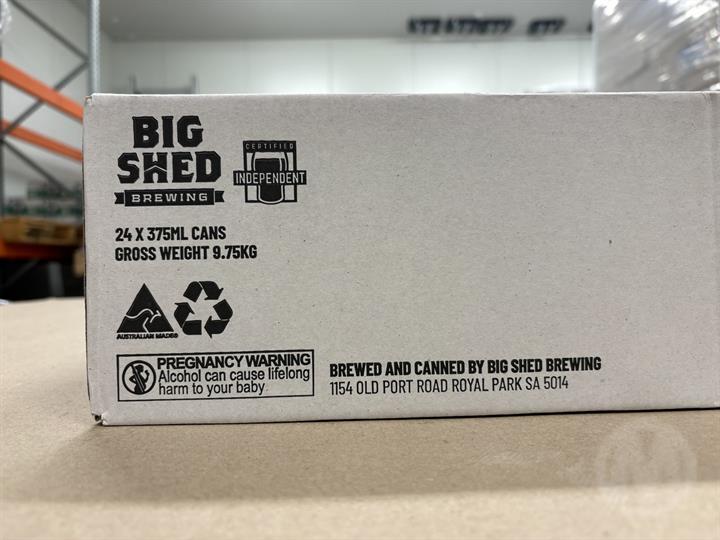 BIG
SHED
BREWING
CERTIFIED
INDEPENDENT
24 X 375ML CANS
GROSS WEIGHT 9.75KG
AUSTRALIAN MADE
PREGNANCY WARNING
Alcohol can cause lifelong
harm to your baby
BREWED AND CANNED BY BIG SHED BREWING
1154 OLD PORT ROAD ROYAL PARK SA 5014
M